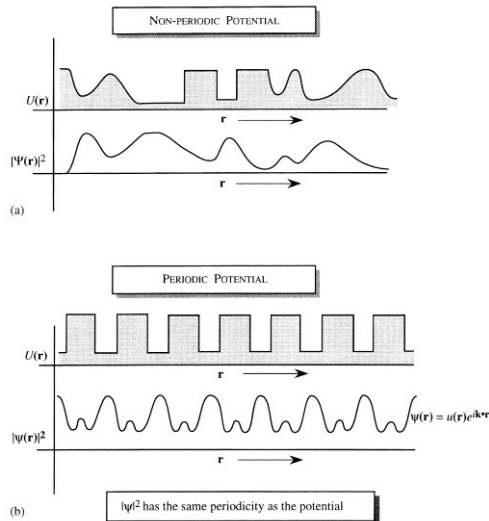 NON-PERIODIC POTENTIAL
U(r)
r
|Ψ(r)|²
r
(a)
PERIODIC POTENTIAL
U(r)
r
ψ(r) = u(r)e^{ik•r}
|ψ(r)|²
r
(b)
|ψ|² has the same periodicity as the potential